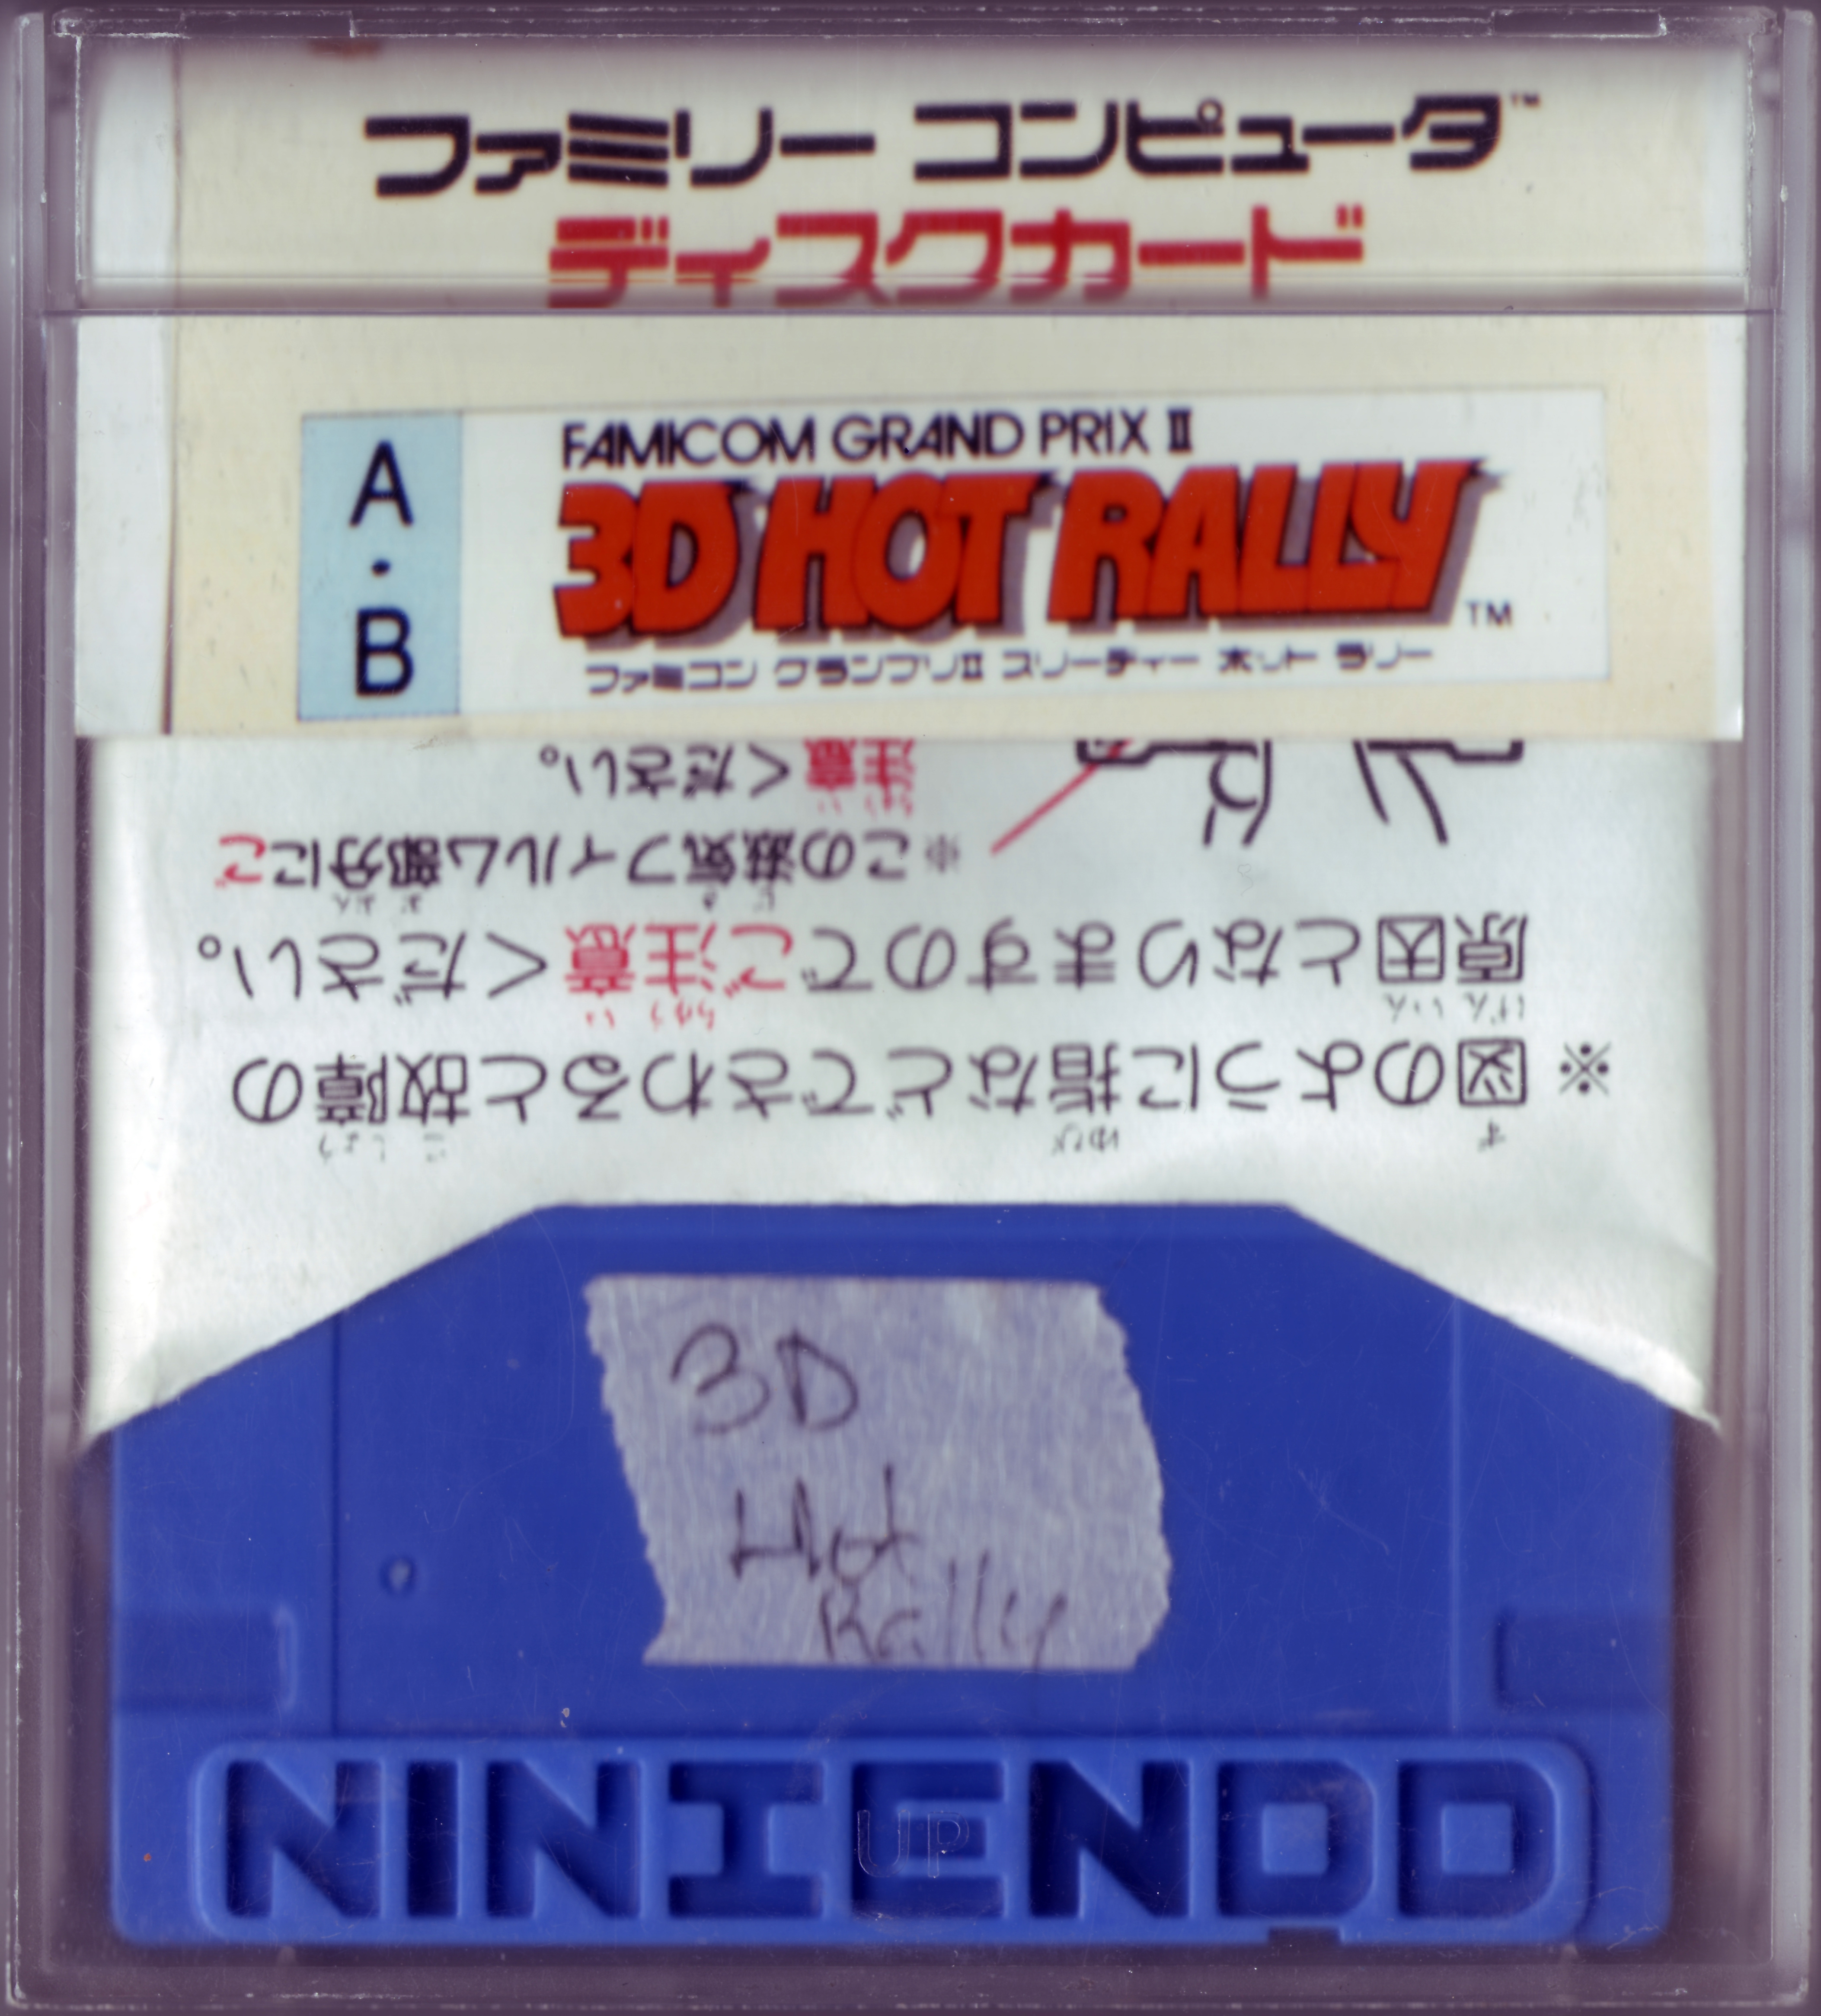 ファミリー コンピュータ™
ディスクカード
A・B
FAMICOM GRAND PRIX II
3D HOT RALLY™
ファミコン グランプリII スリーディー ホット ラリー
※図のように指などでさわると故障の
原因となりますのでご注意ください。
※この磁気フィルム部分にご
注意ください。
3D
Hot
Rally
NINTENDO
UP